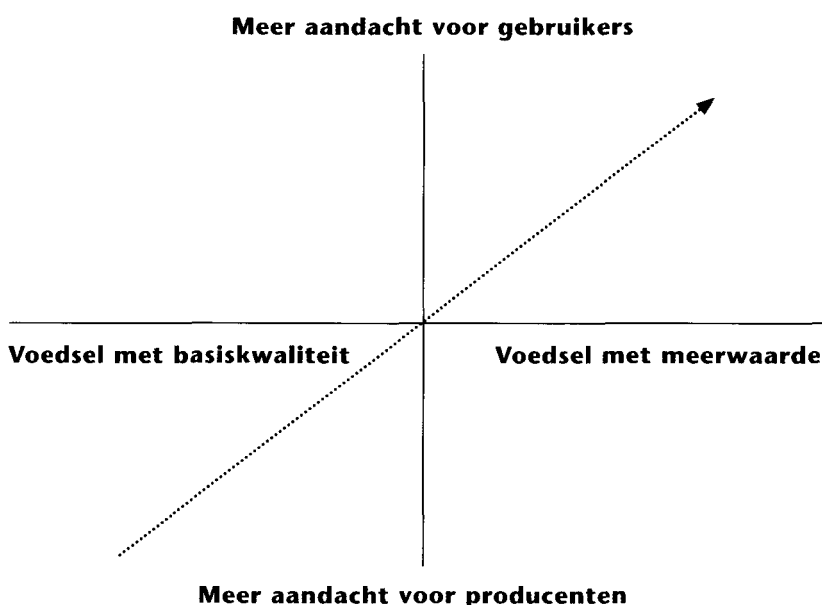 Meer aandacht voor gebruikers
Voedsel met basiskwaliteit
Voedsel met meerwaarde
Meer aandacht voor producenten